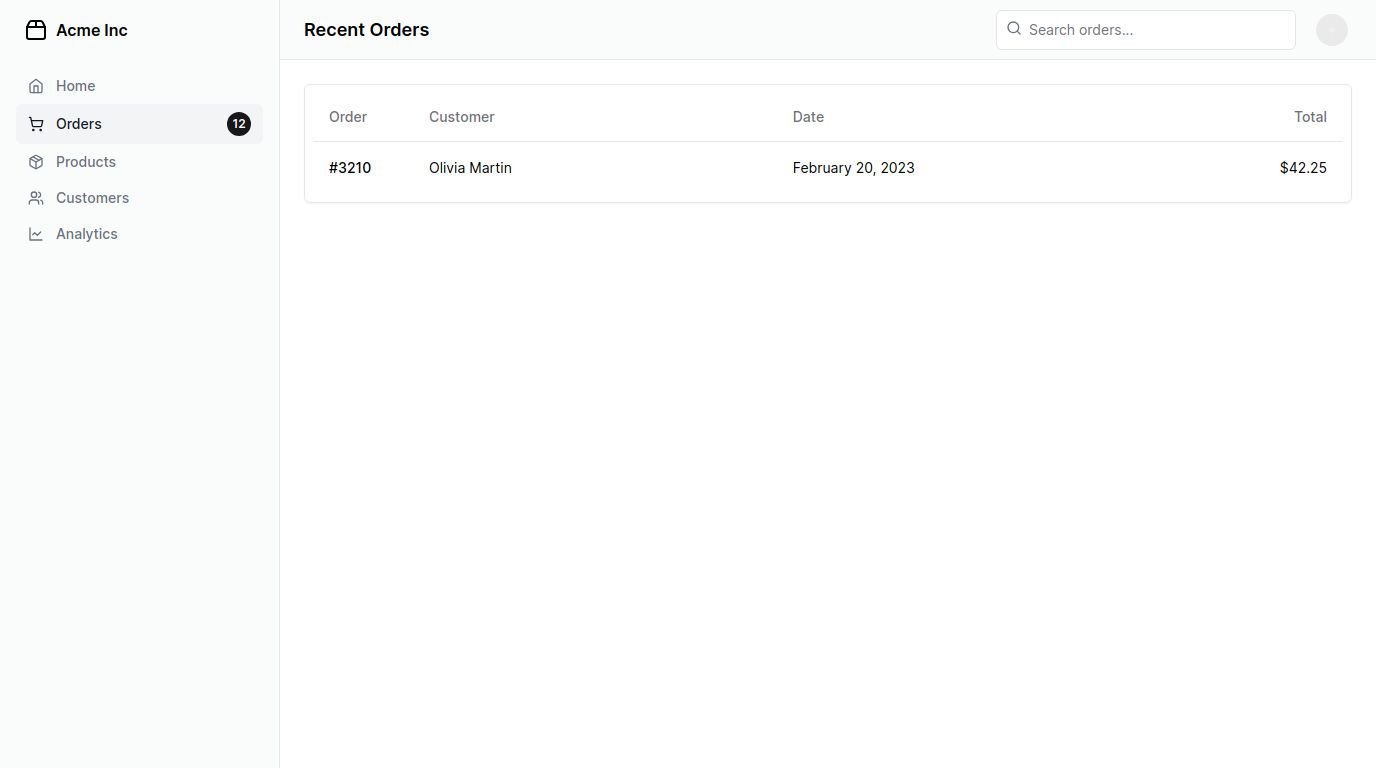 Acme Inc
Home
Orders 12
Products
Customers
Analytics
Recent Orders
Search orders...
Order Customer Date Total
#3210 Olivia Martin February 20, 2023 $42.25